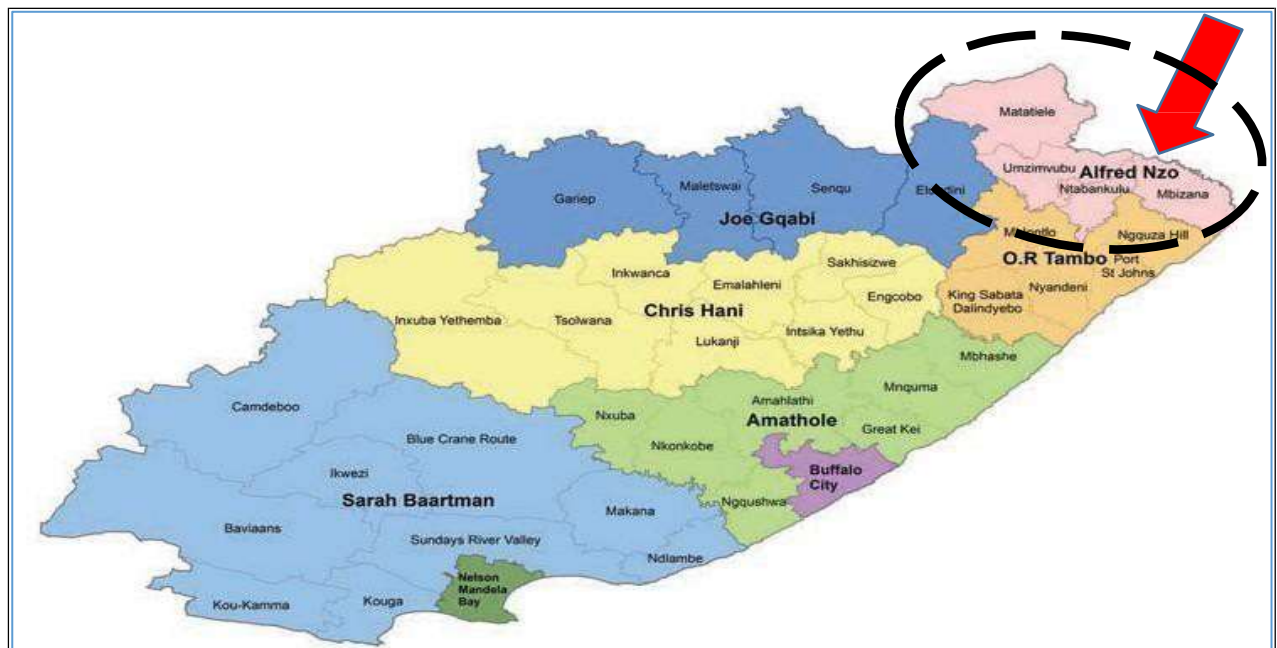 Matatiele
Umzimvubu
Alfred Nzo
Ntabankulu
Mbizana
Gariep
Maletswai
Senqu
Joe Gqabi
Ngquza Hill
O.R Tambo
Port
St Johns
Nyandeni
King Sabata
Dalindyebo
Sakhisizwe
Inkwanca
Emalahleni
Engcobo
Chris Hani
Inxuba Yethemba
Tsolwana
Intsika Yethu
Lukanji
Mbhashe
Mnquma
Amahlathi
Nxuba
Amathole
Great Kei
Nkonkobe
Buffalo
City
Ngqushwa
Camdeboo
Blue Crane Route
Ikwezi
Sarah Baartman
Makana
Baviaans
Sundays River Valley
Ndlambe
Nelson
Mandela
Bay
Kou-Kamma
Kouga